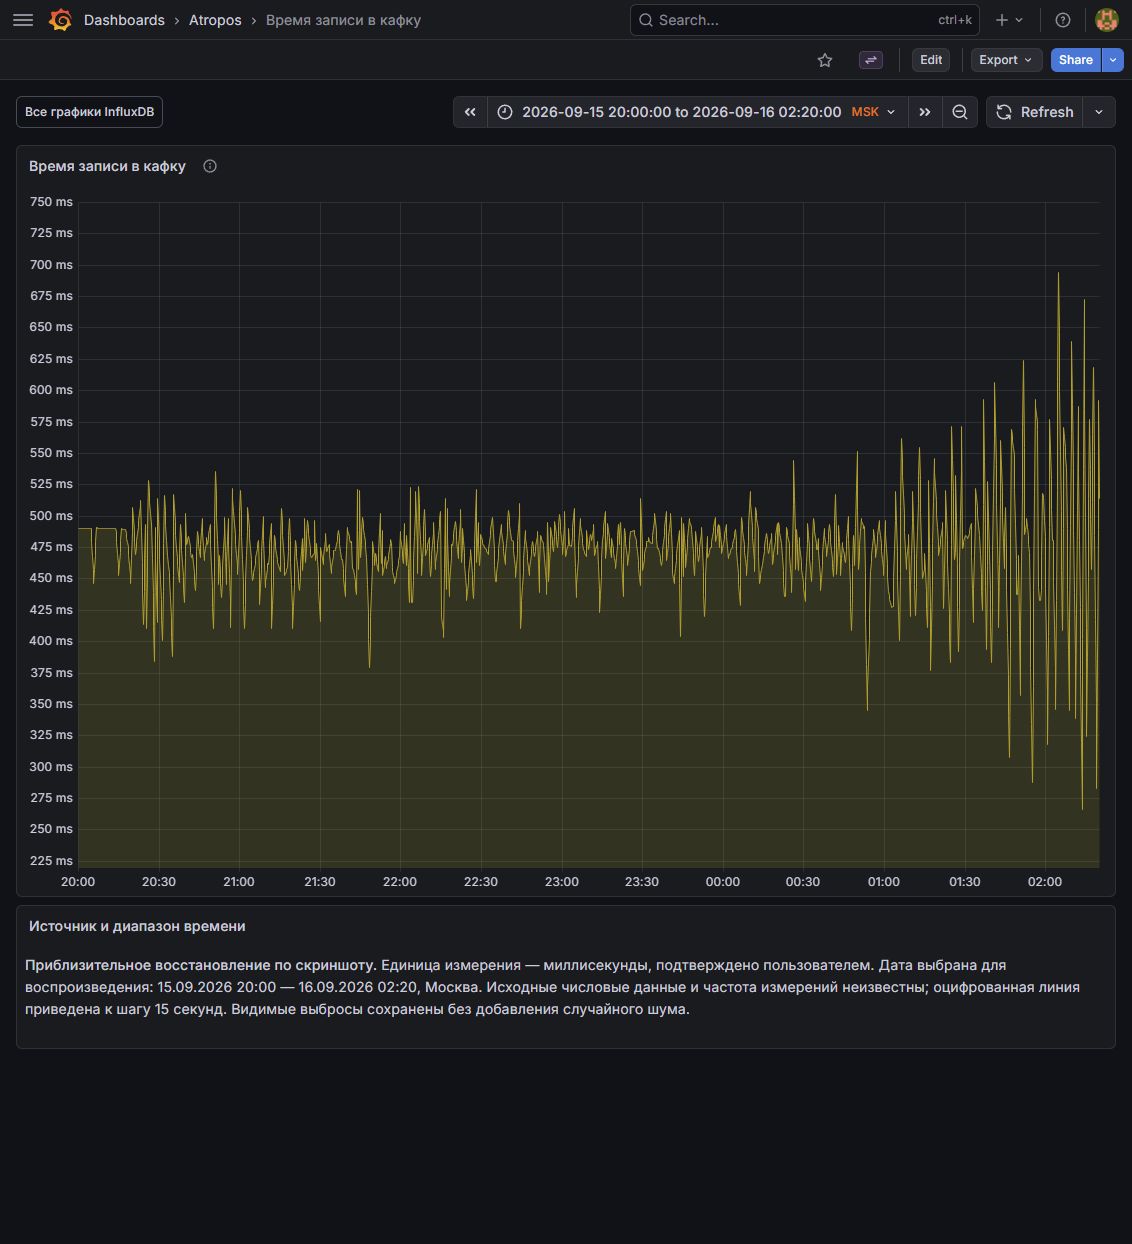 Dashboards › Atropos › Время записи в кафку
Search... ctrl+k
Edit Export Share
Все графики InfluxDB
2026-09-15 20:00:00 to 2026-09-16 02:20:00 MSK
Refresh
Время записи в кафку
750 ms
725 ms
700 ms
675 ms
650 ms
625 ms
600 ms
575 ms
550 ms
525 ms
500 ms
475 ms
450 ms
425 ms
400 ms
375 ms
350 ms
325 ms
300 ms
275 ms
250 ms
225 ms
20:00 20:30 21:00 21:30 22:00 22:30 23:00 23:30 00:00 00:30 01:00 01:30 02:00
Источник и диапазон времени
Приблизительное восстановление по скриншоту. Единица измерения — миллисекунды, подтверждено пользователем. Дата выбрана для
воспроизведения: 15.09.2026 20:00 — 16.09.2026 02:20, Москва. Исходные числовые данные и частота измерений неизвестны; оцифрованная линия
приведена к шагу 15 секунд. Видимые выбросы сохранены без добавления случайного шума.